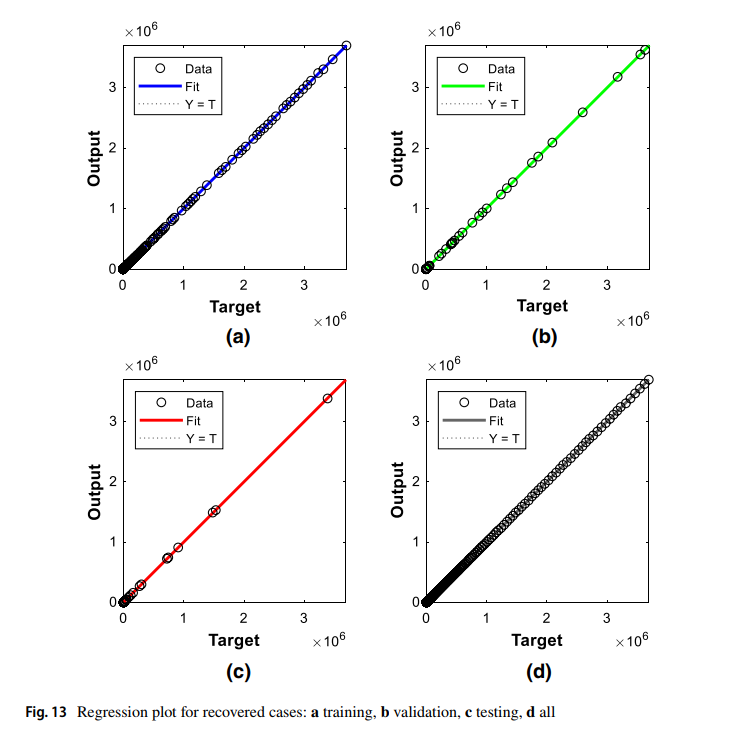 ×10⁶
3
2
1
0
Output
Data
Fit
Y = T
0 1 2 3
Target
×10⁶
(a)
×10⁶
3
2
1
0
Output
Data
Fit
Y = T
0 1 2 3
Target
×10⁶
(b)
×10⁶
3
2
1
0
Output
Data
Fit
Y = T
0 1 2 3
Target
×10⁶
(c)
×10⁶
3
2
1
0
Output
Data
Fit
Y = T
0 1 2 3
Target
×10⁶
(d)
Fig. 13 Regression plot for recovered cases: a training, b validation, c testing, d all